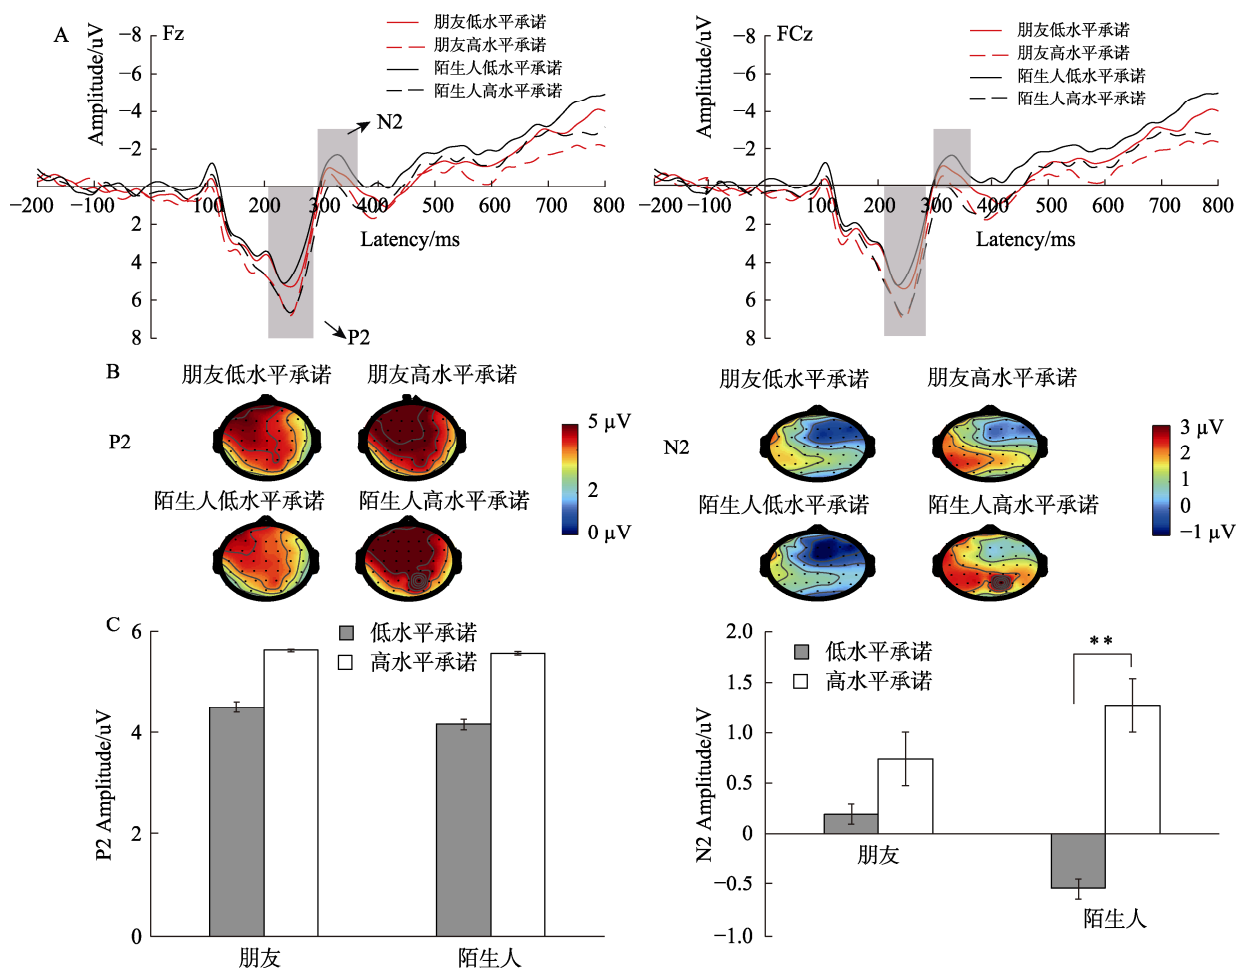 A
Fz
朋友低水平承诺
朋友高水平承诺
陌生人低水平承诺
陌生人高水平承诺
Amplitude/uV
−8
−6
−4
−2
2
4
6
8
−200
−100
100
200
300
400
500
600
700
800
Latency/ms
N2
P2
FCz
朋友低水平承诺
朋友高水平承诺
陌生人低水平承诺
陌生人高水平承诺
Amplitude/uV
−8
−6
−4
−2
0
2
4
6
8
−200
−100
100
200
300
400
500
600
700
800
Latency/ms
B
P2
朋友低水平承诺
朋友高水平承诺
陌生人低水平承诺
陌生人高水平承诺
5 μV
2
0 μV
N2
朋友低水平承诺
朋友高水平承诺
陌生人低水平承诺
陌生人高水平承诺
3 μV
2
1
0
−1 μV
C
低水平承诺
高水平承诺
P2 Amplitude/uV
6
4
2
0
朋友
陌生人
低水平承诺
高水平承诺
**
N2 Amplitude/uV
2.0
1.5
1.0
0.5
0
−0.5
−1.0
朋友
陌生人